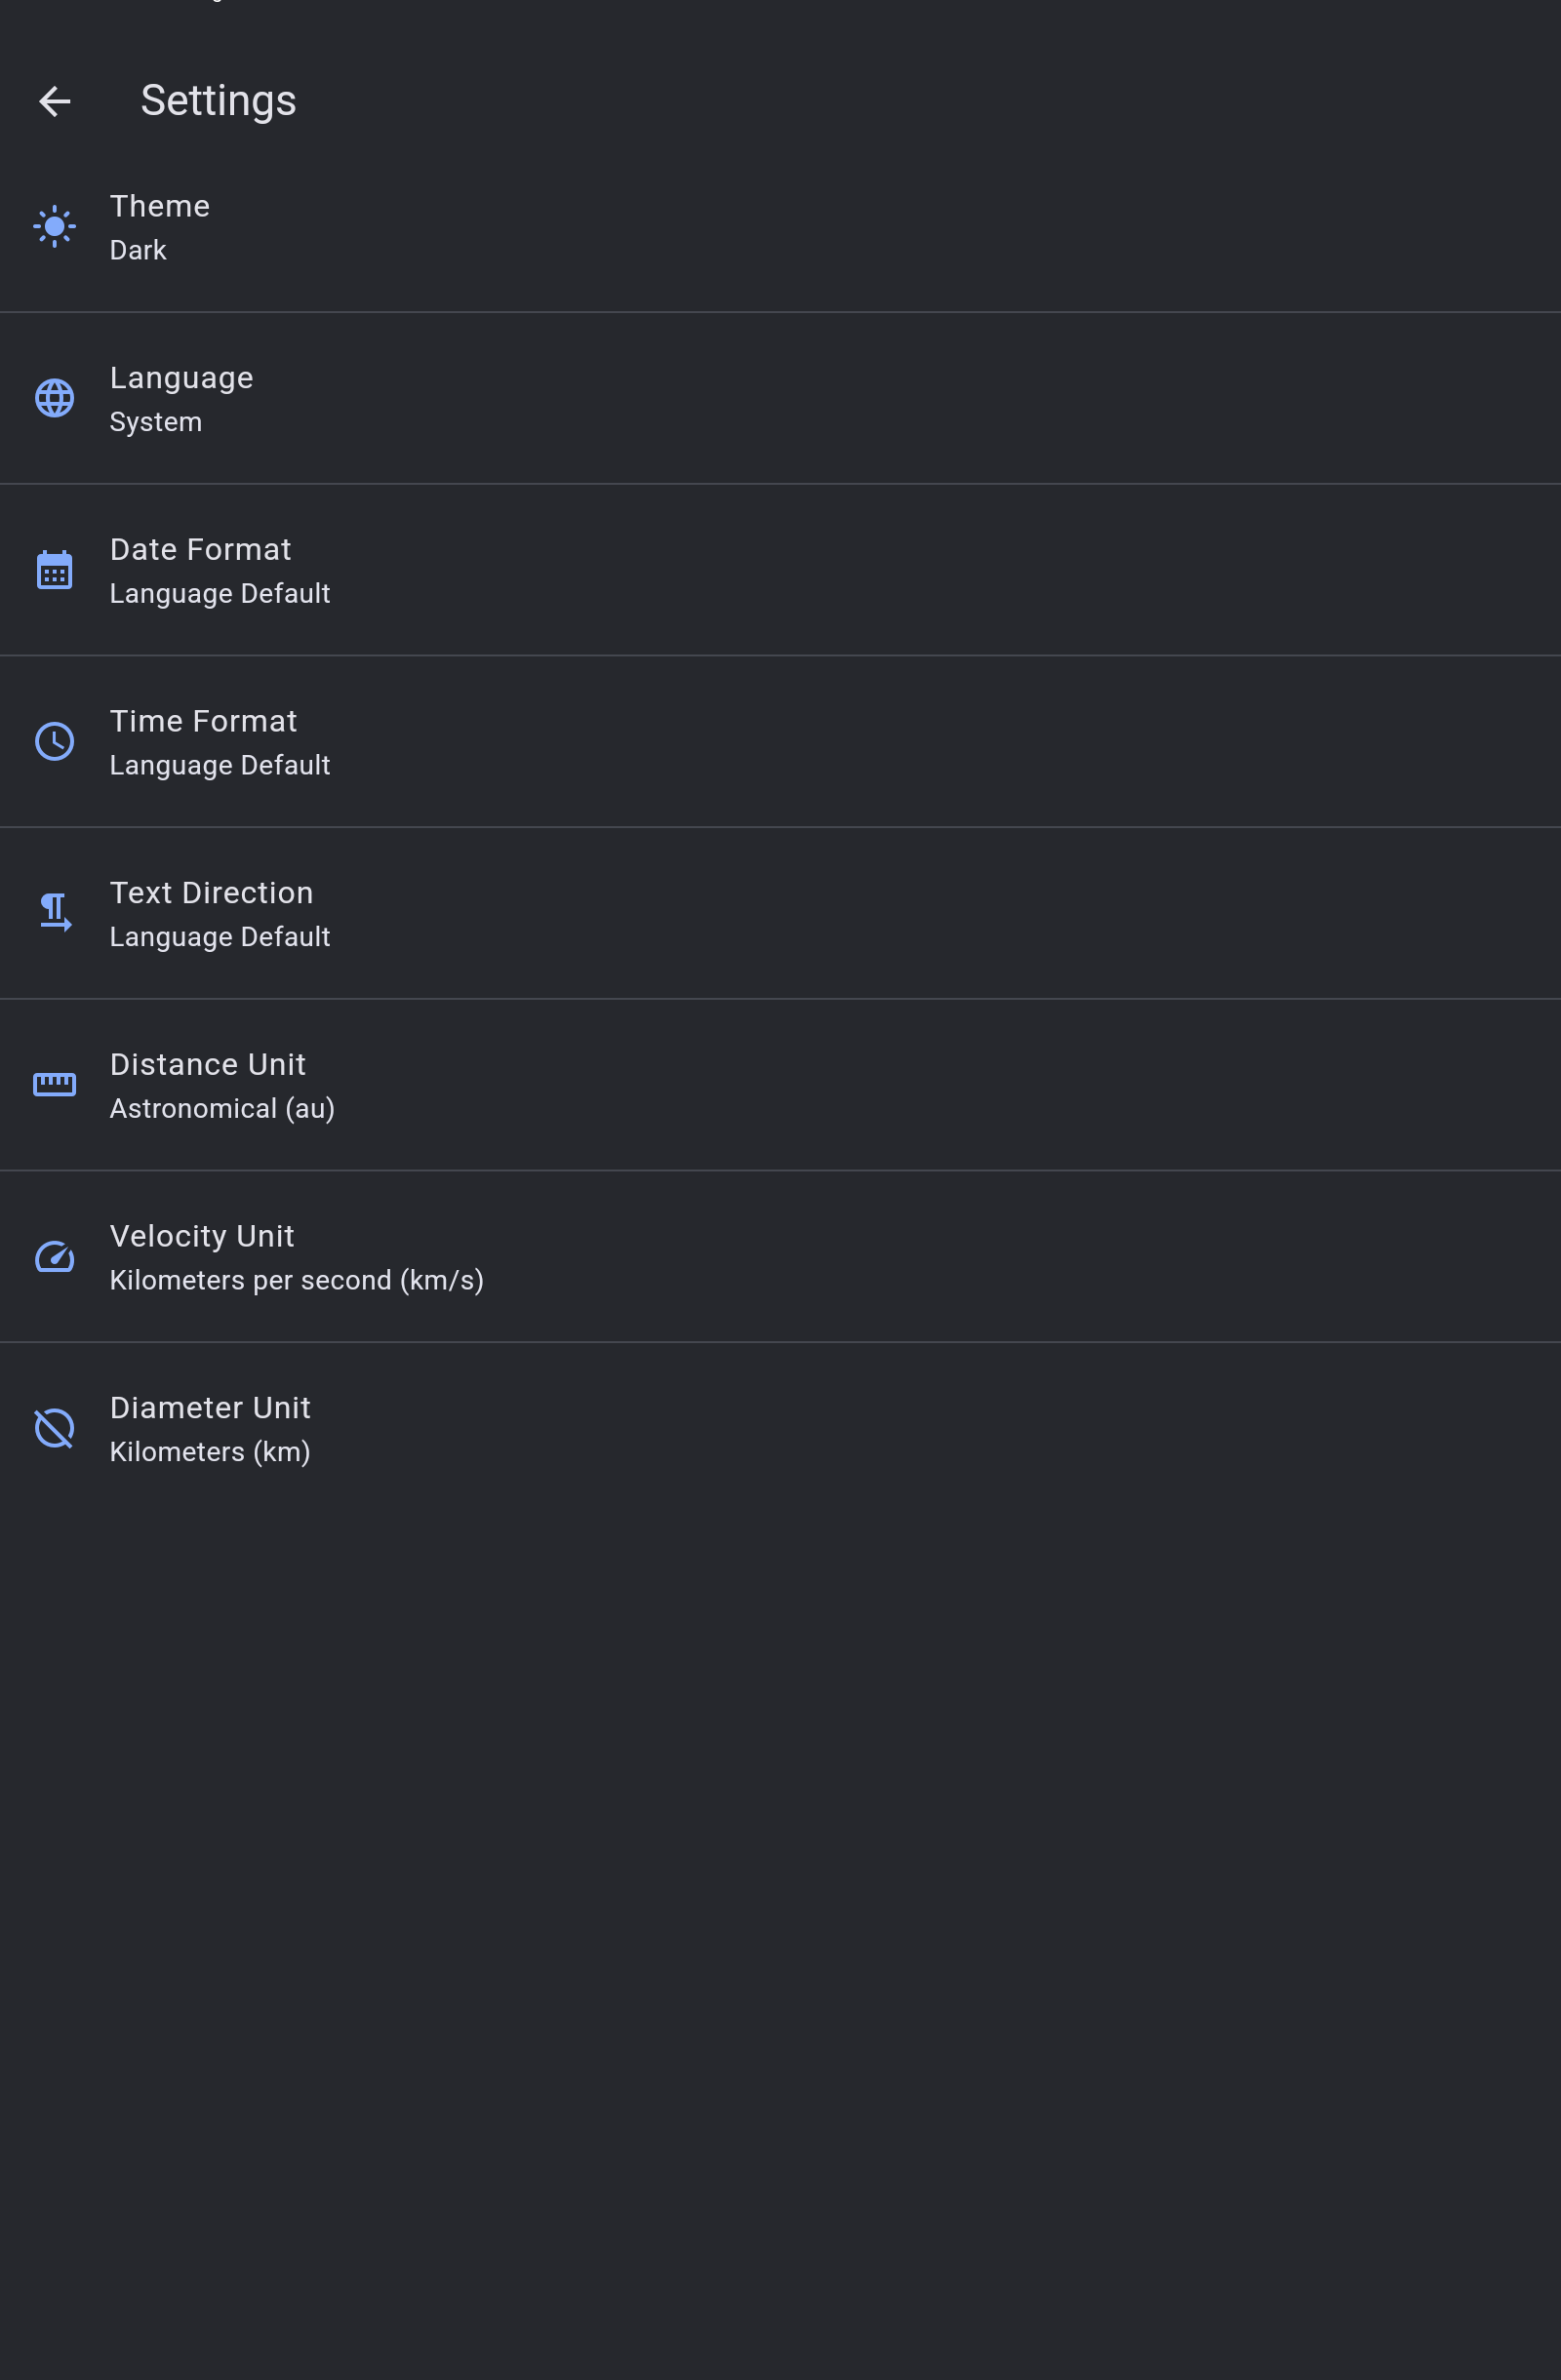 Settings
Theme
Dark
Language
System
Date Format
Language Default
Time Format
Language Default
Text Direction
Language Default
Distance Unit
Astronomical (au)
Velocity Unit
Kilometers per second (km/s)
Diameter Unit
Kilometers (km)